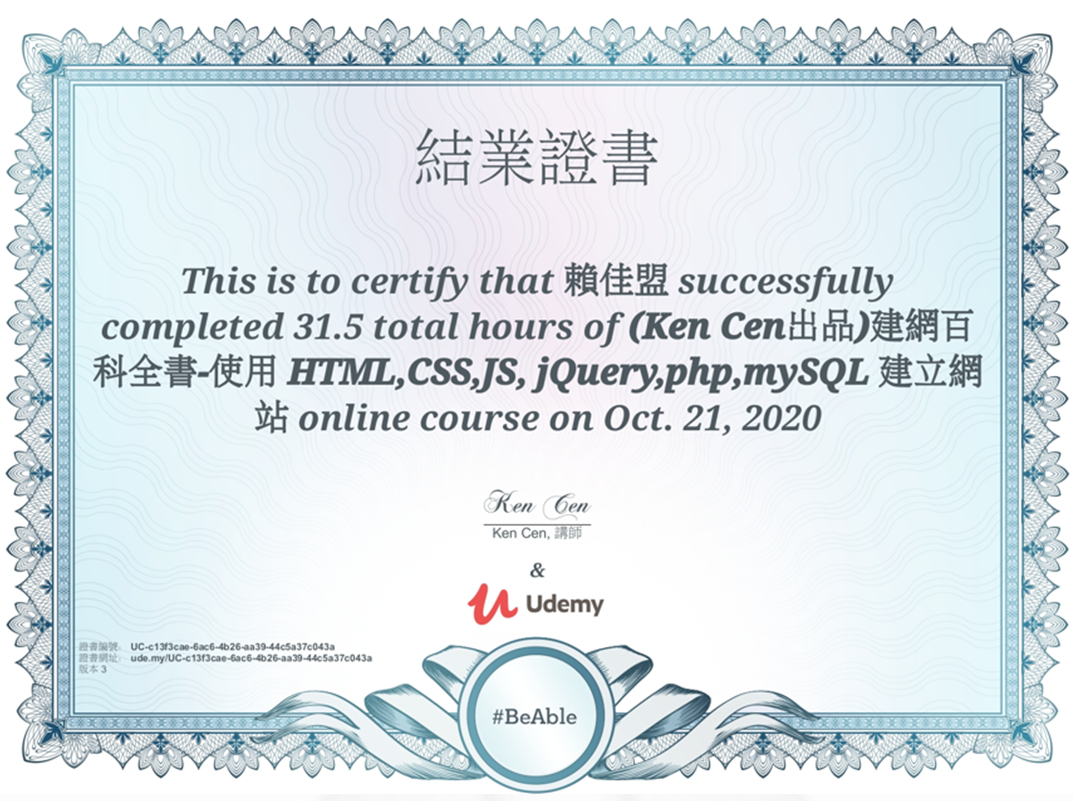 結業證書
This is to certify that 賴佳盟 successfully
completed 31.5 total hours of (Ken Cen出品)建網百
科全書-使用 HTML,CSS,JS, jQuery,php,mySQL 建立網
站 online course on Oct. 21, 2020
Ken Cen
Ken Cen, 講師
&
Udemy
證書編號: UC-c13f3cae-6ac6-4b26-aa39-44c5a37c043a
證書網址: ude.my/UC-c13f3cae-6ac6-4b26-aa39-44c5a37c043a
版本 3
#BeAble